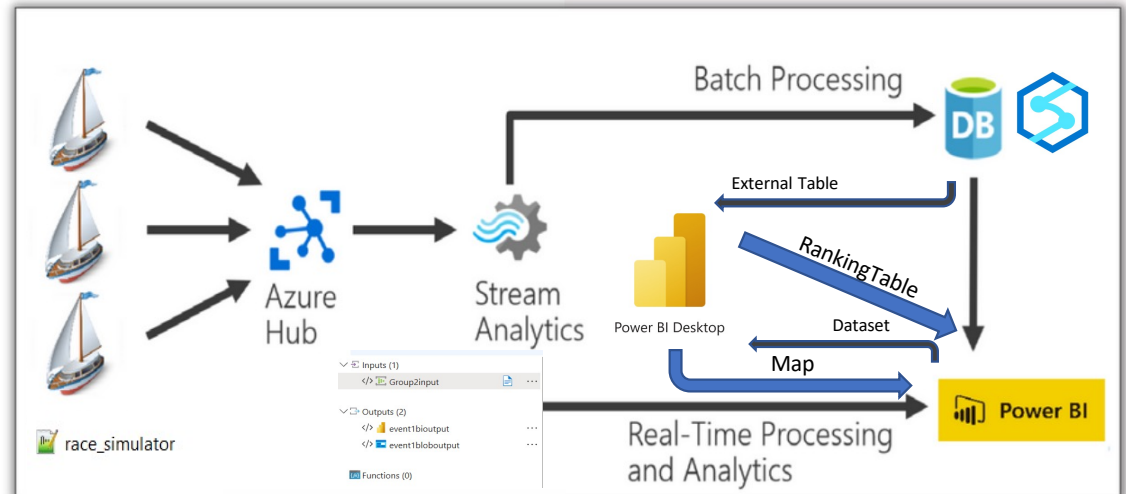 Batch Processing
DB
External Table
RankingTable
Azure
Hub
Stream
Analytics
Power BI Desktop
Dataset
Map
Inputs (1)
</> Group2input ...
Outputs (2)
</> event1bioutput ...
</> event1bloboutput ...
Functions (0)
Power BI
race_simulator
Real-Time Processing
and Analytics